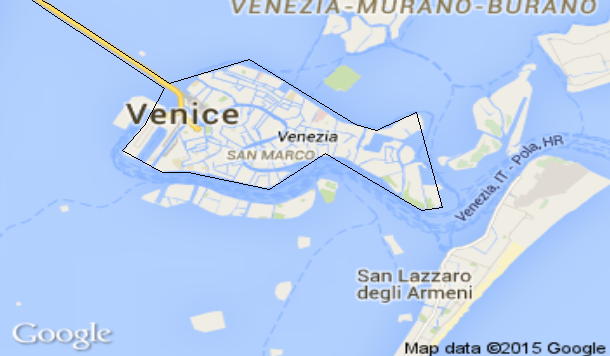 VENEZIA-MURANO-BURANO
Venice
Venezia
SAN MARCO
Venezia, IT - Pola, HR
San Lazzaro
degli Armeni
Google
Map data ©2015 Google